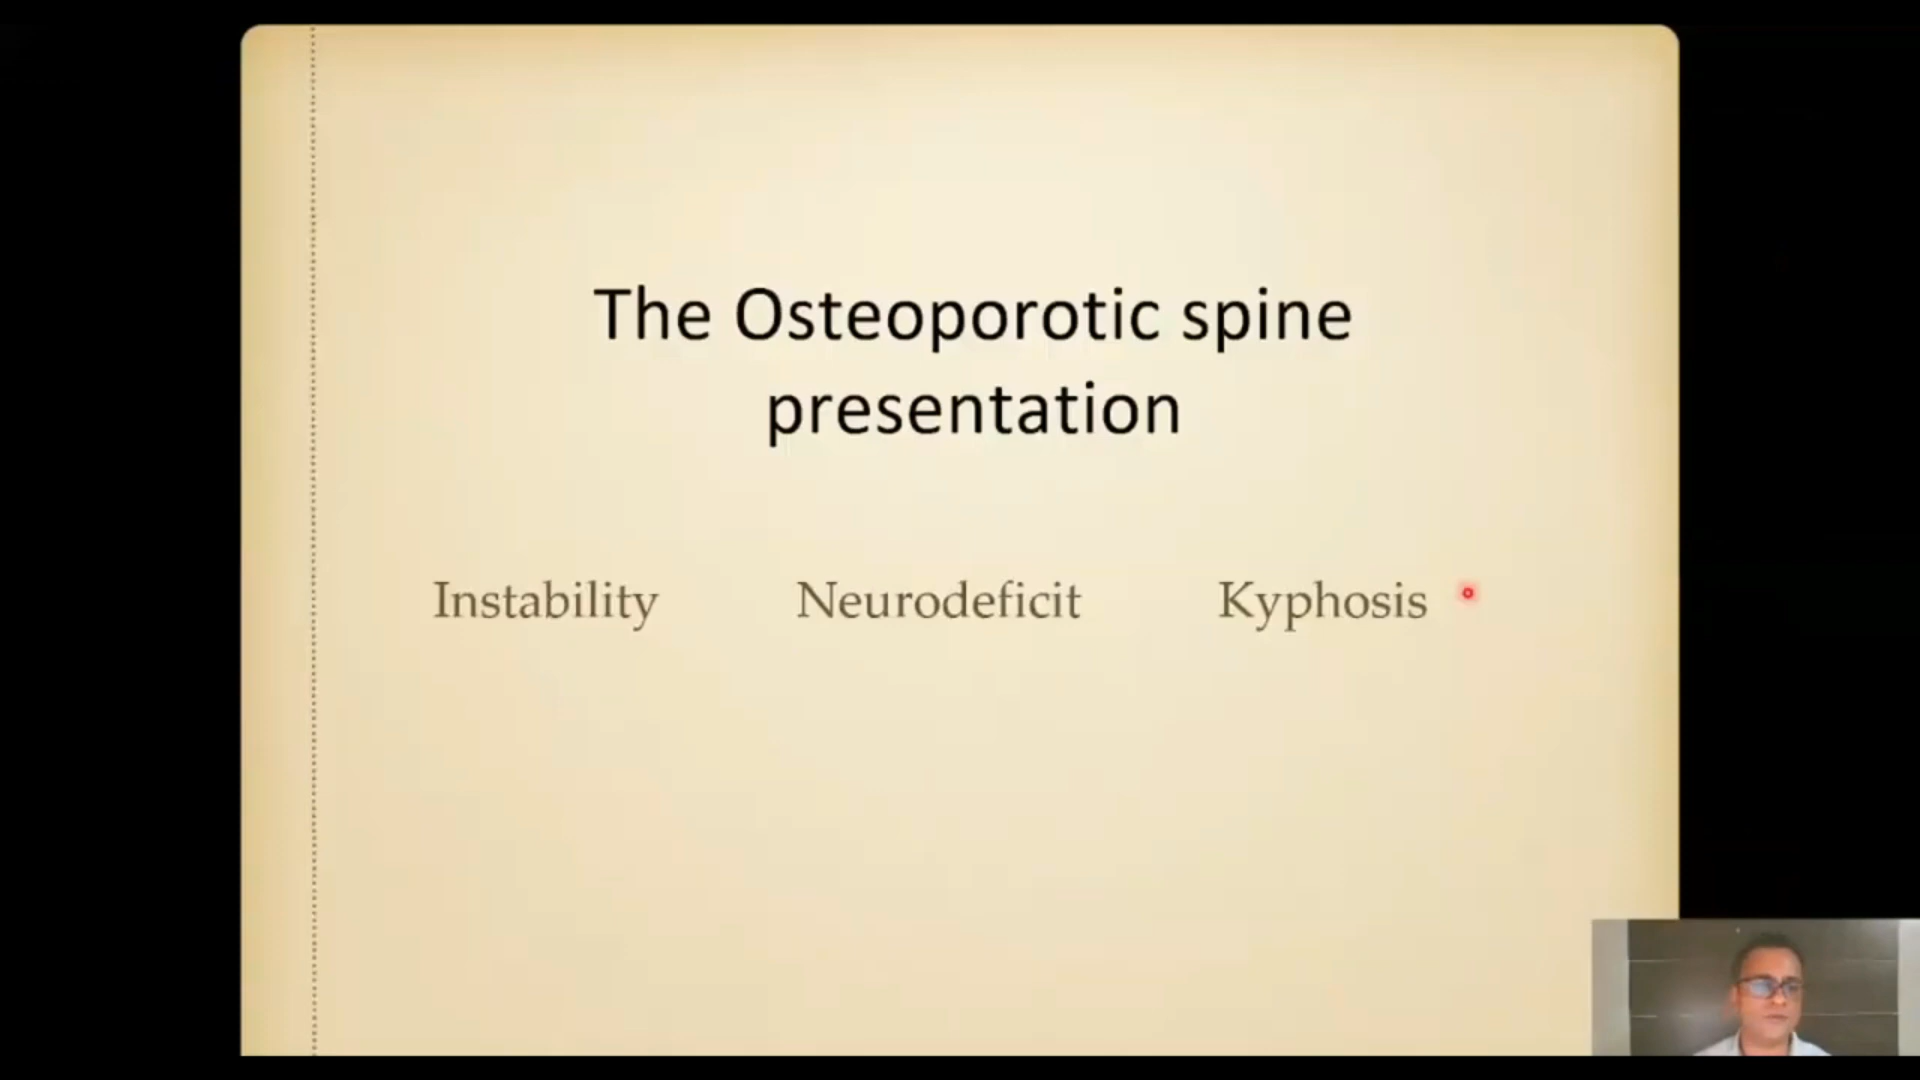 The Osteoporotic spine
presentation
Instability Neurodeficit Kyphosis